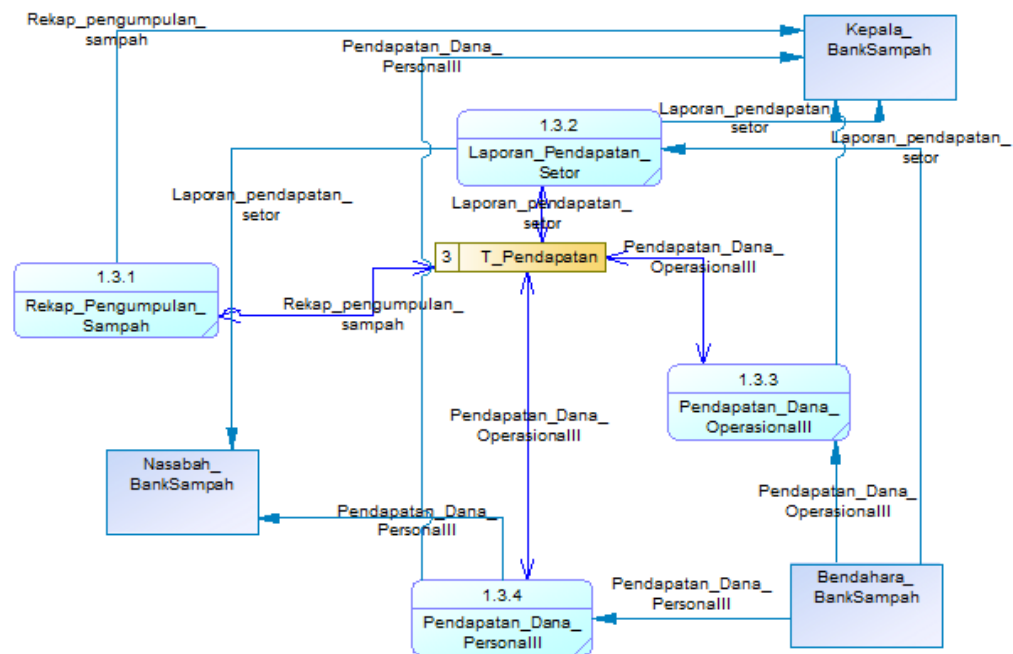 Rekap_pengumpulan_
sampah
Kepala_
BankSampah
Pendapatan_Dana_
PersonalII
Laporan_pendapatan_
setor
1.3.2
Laporan_Pendapatan_
Setor
Laporan_pendapatan_
setor
Laporan_pendapatan_
setor
Laporan_pendapatan_
setor
3 T_Pendapatan
Pendapatan_Dana_
OperasionalII
1.3.1
Rekap_Pengumpulan_
Sampah
Rekap_pengumpulan_
sampah
1.3.3
Pendapatan_Dana_
OperasionalII
Pendapatan_Dana_
OperasionalII
Nasabah_
BankSampah
Pendapatan_Dana_
OperasionalII
Pendapatan_Dana_
PersonalII
1.3.4
Pendapatan_Dana_
PersonalII
Pendapatan_Dana_
PersonalII
Bendahara_
BankSampah